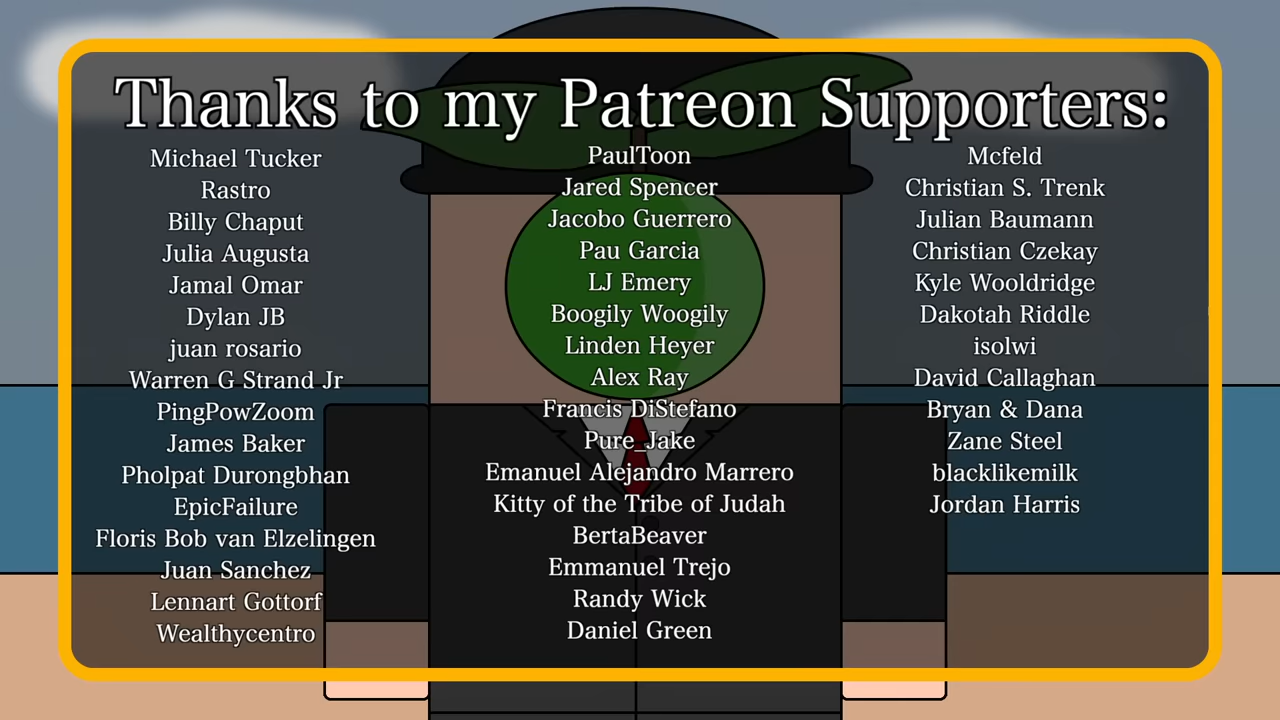 Thanks to my Patreon Supporters:
Michael Tucker
Rastro
Billy Chaput
Julia Augusta
Jamal Omar
Dylan JB
juan rosario
Warren G Strand Jr
PingPowZoom
James Baker
Pholpat Durongbhan
EpicFailure
Floris Bob van Elzelingen
Juan Sanchez
Lennart Gottorf
Wealthycentro
PaulToon
Jared Spencer
Jacobo Guerrero
Pau Garcia
LJ Emery
Boogily Woogily
Linden Heyer
Alex Ray
Francis DiStefano
Pure_Jake
Emanuel Alejandro Marrero
Kitty of the Tribe of Judah
BertaBeaver
Emmanuel Trejo
Randy Wick
Daniel Green
Mcfeld
Christian S. Trenk
Julian Baumann
Christian Czekay
Kyle Wooldridge
Dakotah Riddle
isolwi
David Callaghan
Bryan & Dana
Zane Steel
blacklikemilk
Jordan Harris